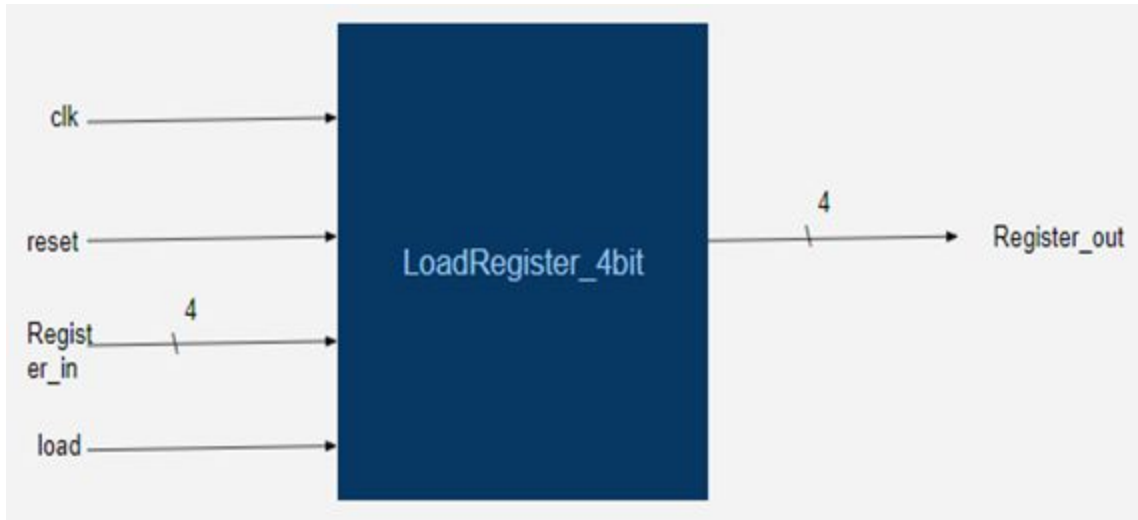 clk
reset
4
Regist
er_in
load
LoadRegister_4bit
4
Register_out